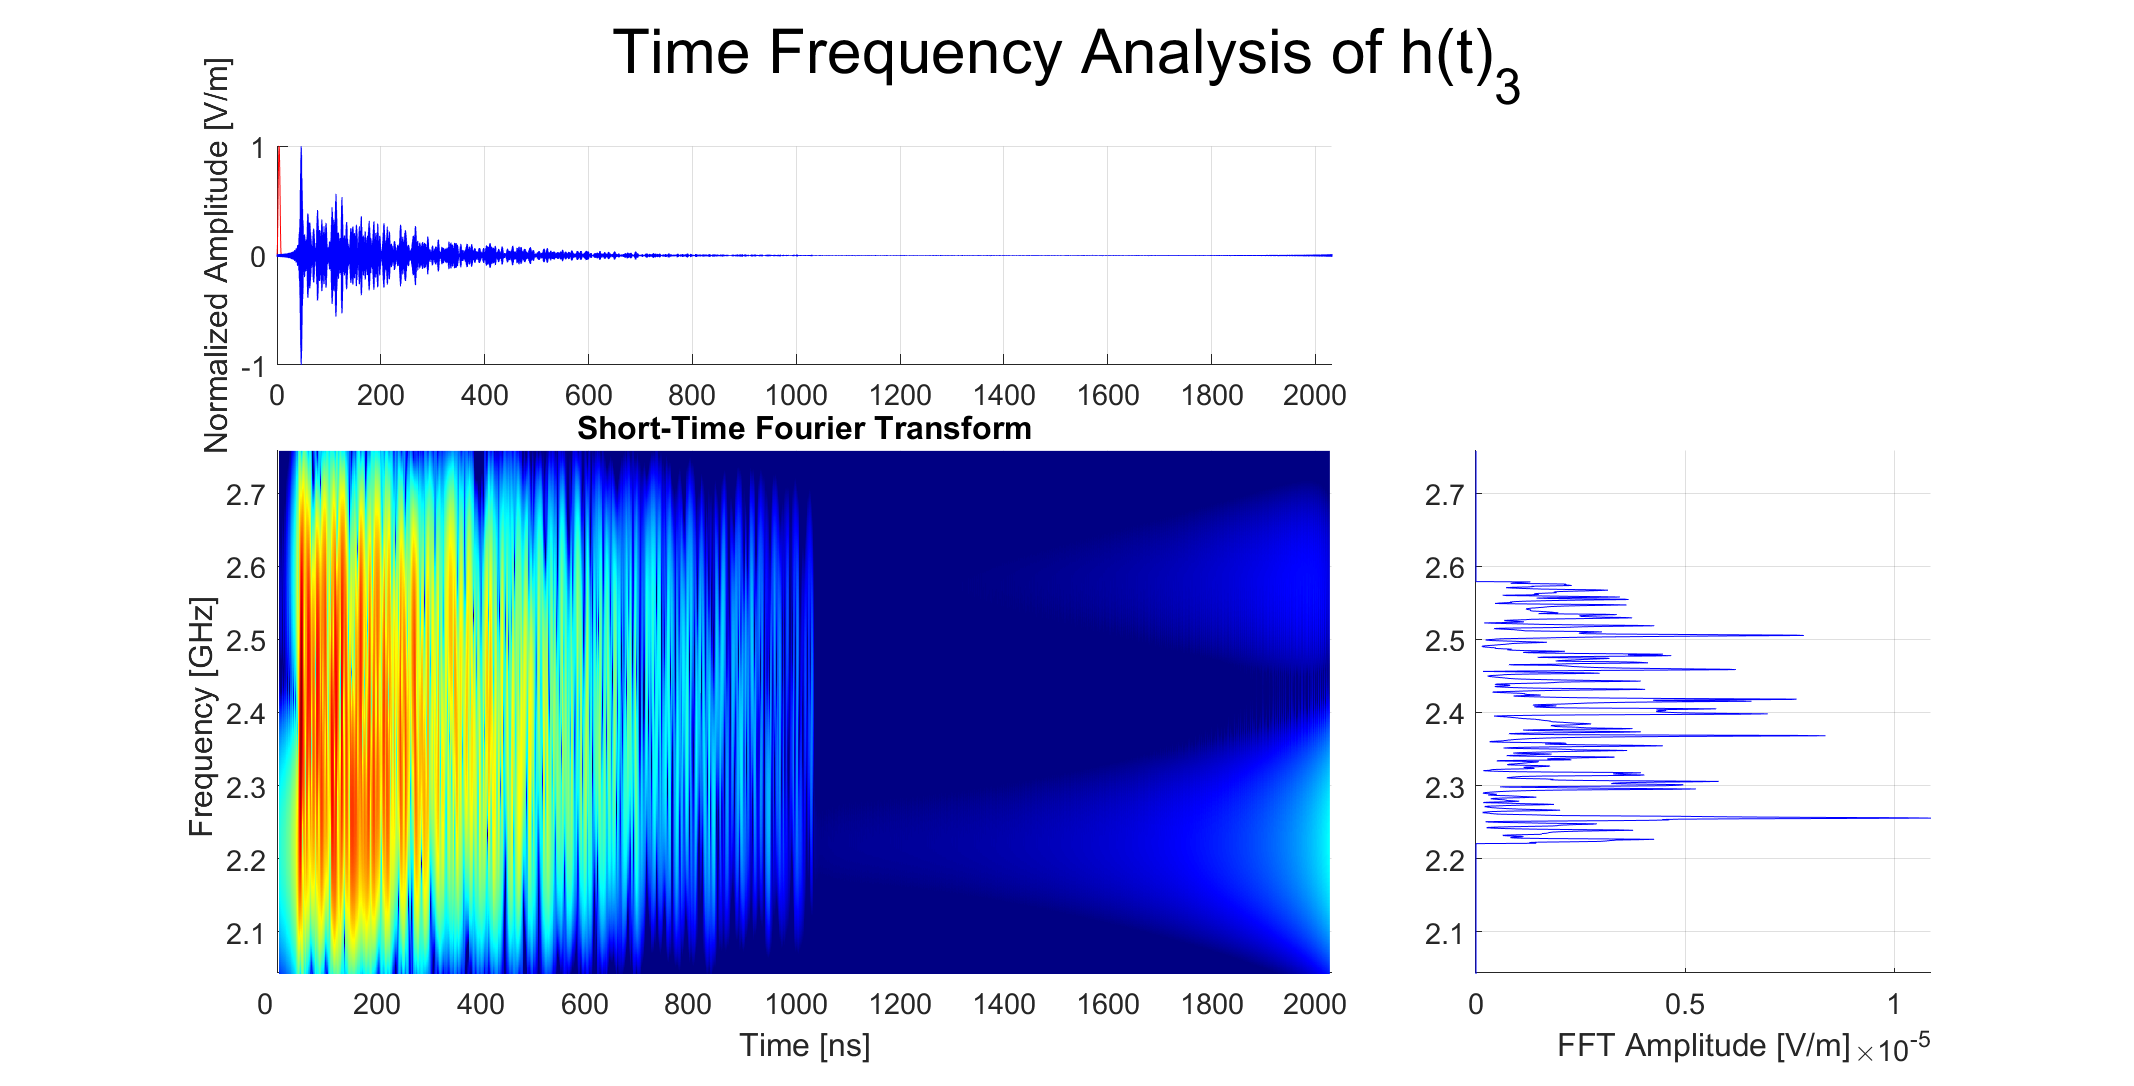 Time Frequency Analysis of h(t)3
Normalized Amplitude [V/m]
1
0
-1
0 200 400 600 800 1000 1200 1400 1600 1800 2000
Short-Time Fourier Transform
Frequency [GHz]
2.7
2.6
2.5
2.4
2.3
2.2
2.1
0 200 400 600 800 1000 1200 1400 1600 1800 2000
Time [ns]
2.7
2.6
2.5
2.4
2.3
2.2
2.1
0 0.5 1
FFT Amplitude [V/m] ×10-5